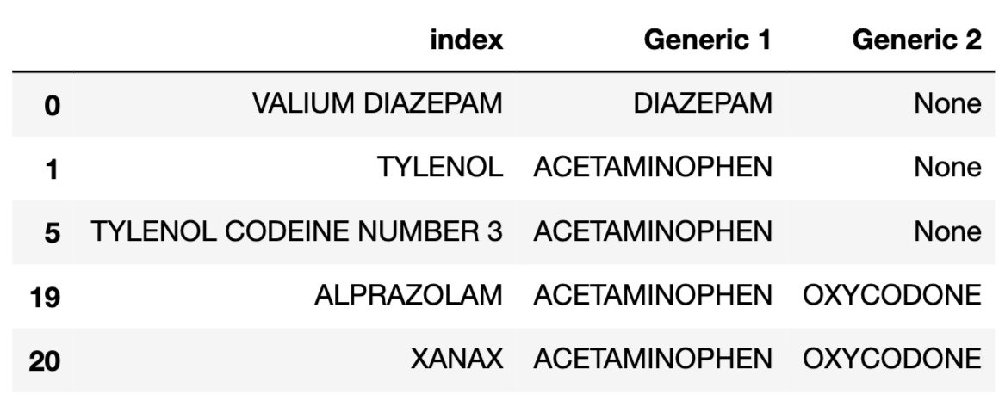 index Generic 1 Generic 2
0 VALIUM DIAZEPAM DIAZEPAM None
1 TYLENOL ACETAMINOPHEN None
5 TYLENOL CODEINE NUMBER 3 ACETAMINOPHEN None
19 ALPRAZOLAM ACETAMINOPHEN OXYCODONE
20 XANAX ACETAMINOPHEN OXYCODONE